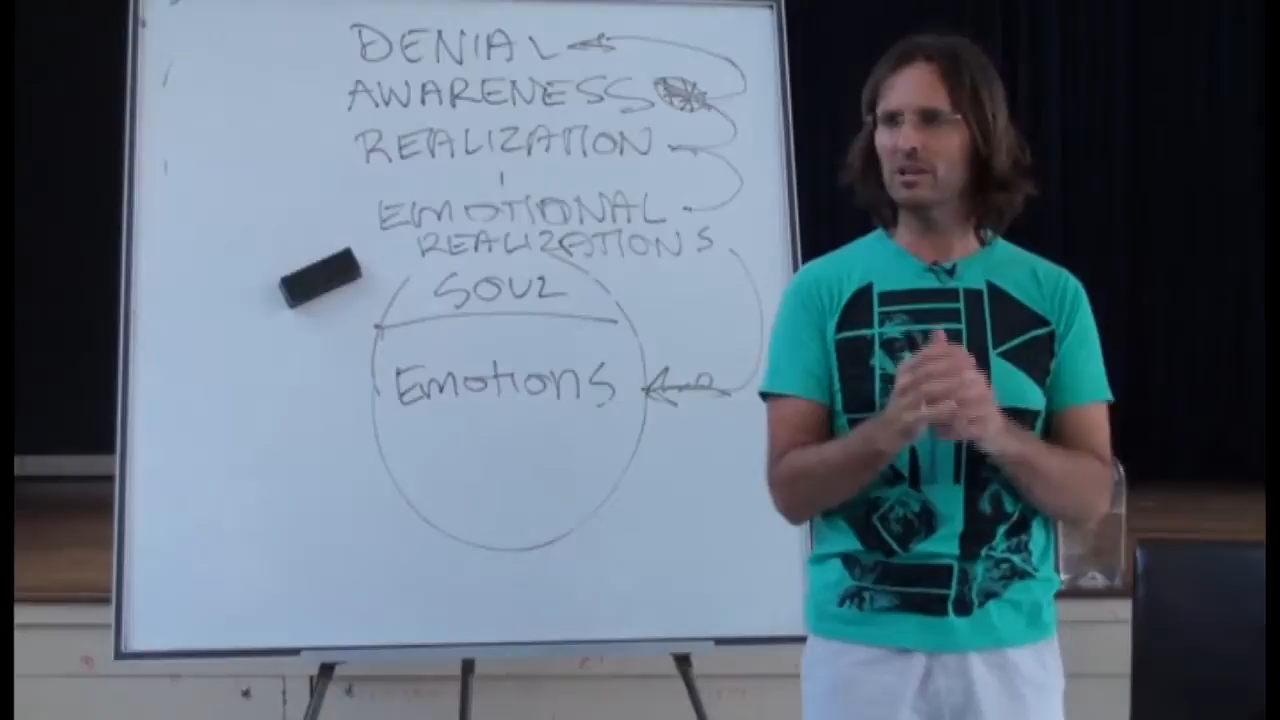 DENIAL
AWARENESS
REALIZATION
EMOTIONAL
REALIZATIONS
SOUL
Emotions